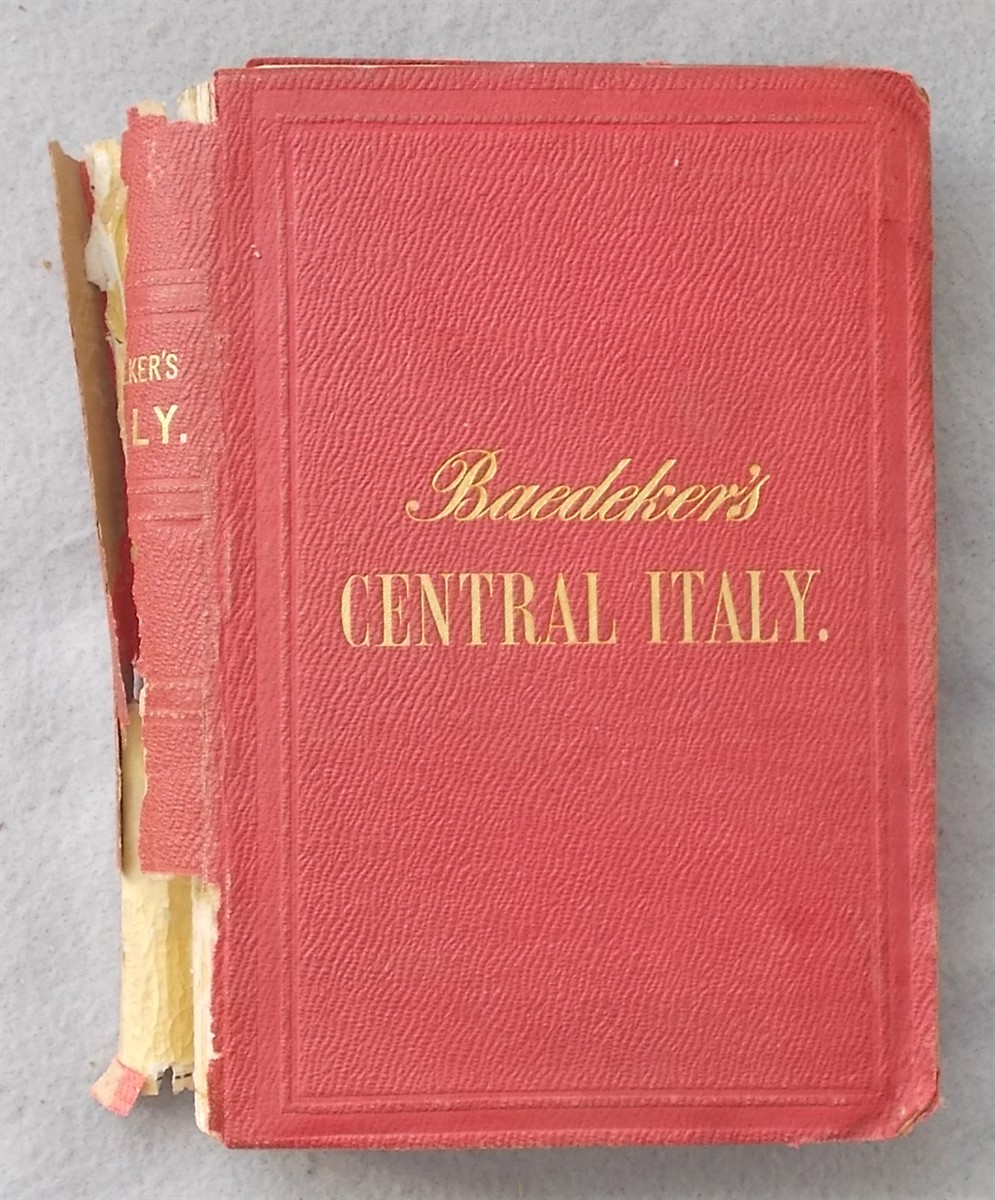 KER'S
LY.
Baedeker's
CENTRAL ITALY.